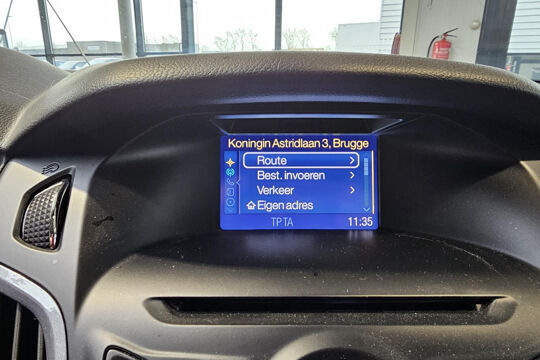 Koningin Astridlaan 3, Brugge
Route
Best. invoeren
Verkeer
Eigen adres
TP TA 11:35